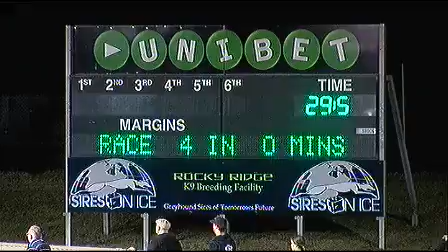 UNIBET
1ST 2ND 3RD 4TH 5TH 6TH TIME
29:5
MARGINS
RACE 4 IN 0 MINS
ROCKY RIDGE
K9 Breeding Facility
SIRES ON ICE
Greyhound Sires of Tomorrows Future
SIRES ON ICE